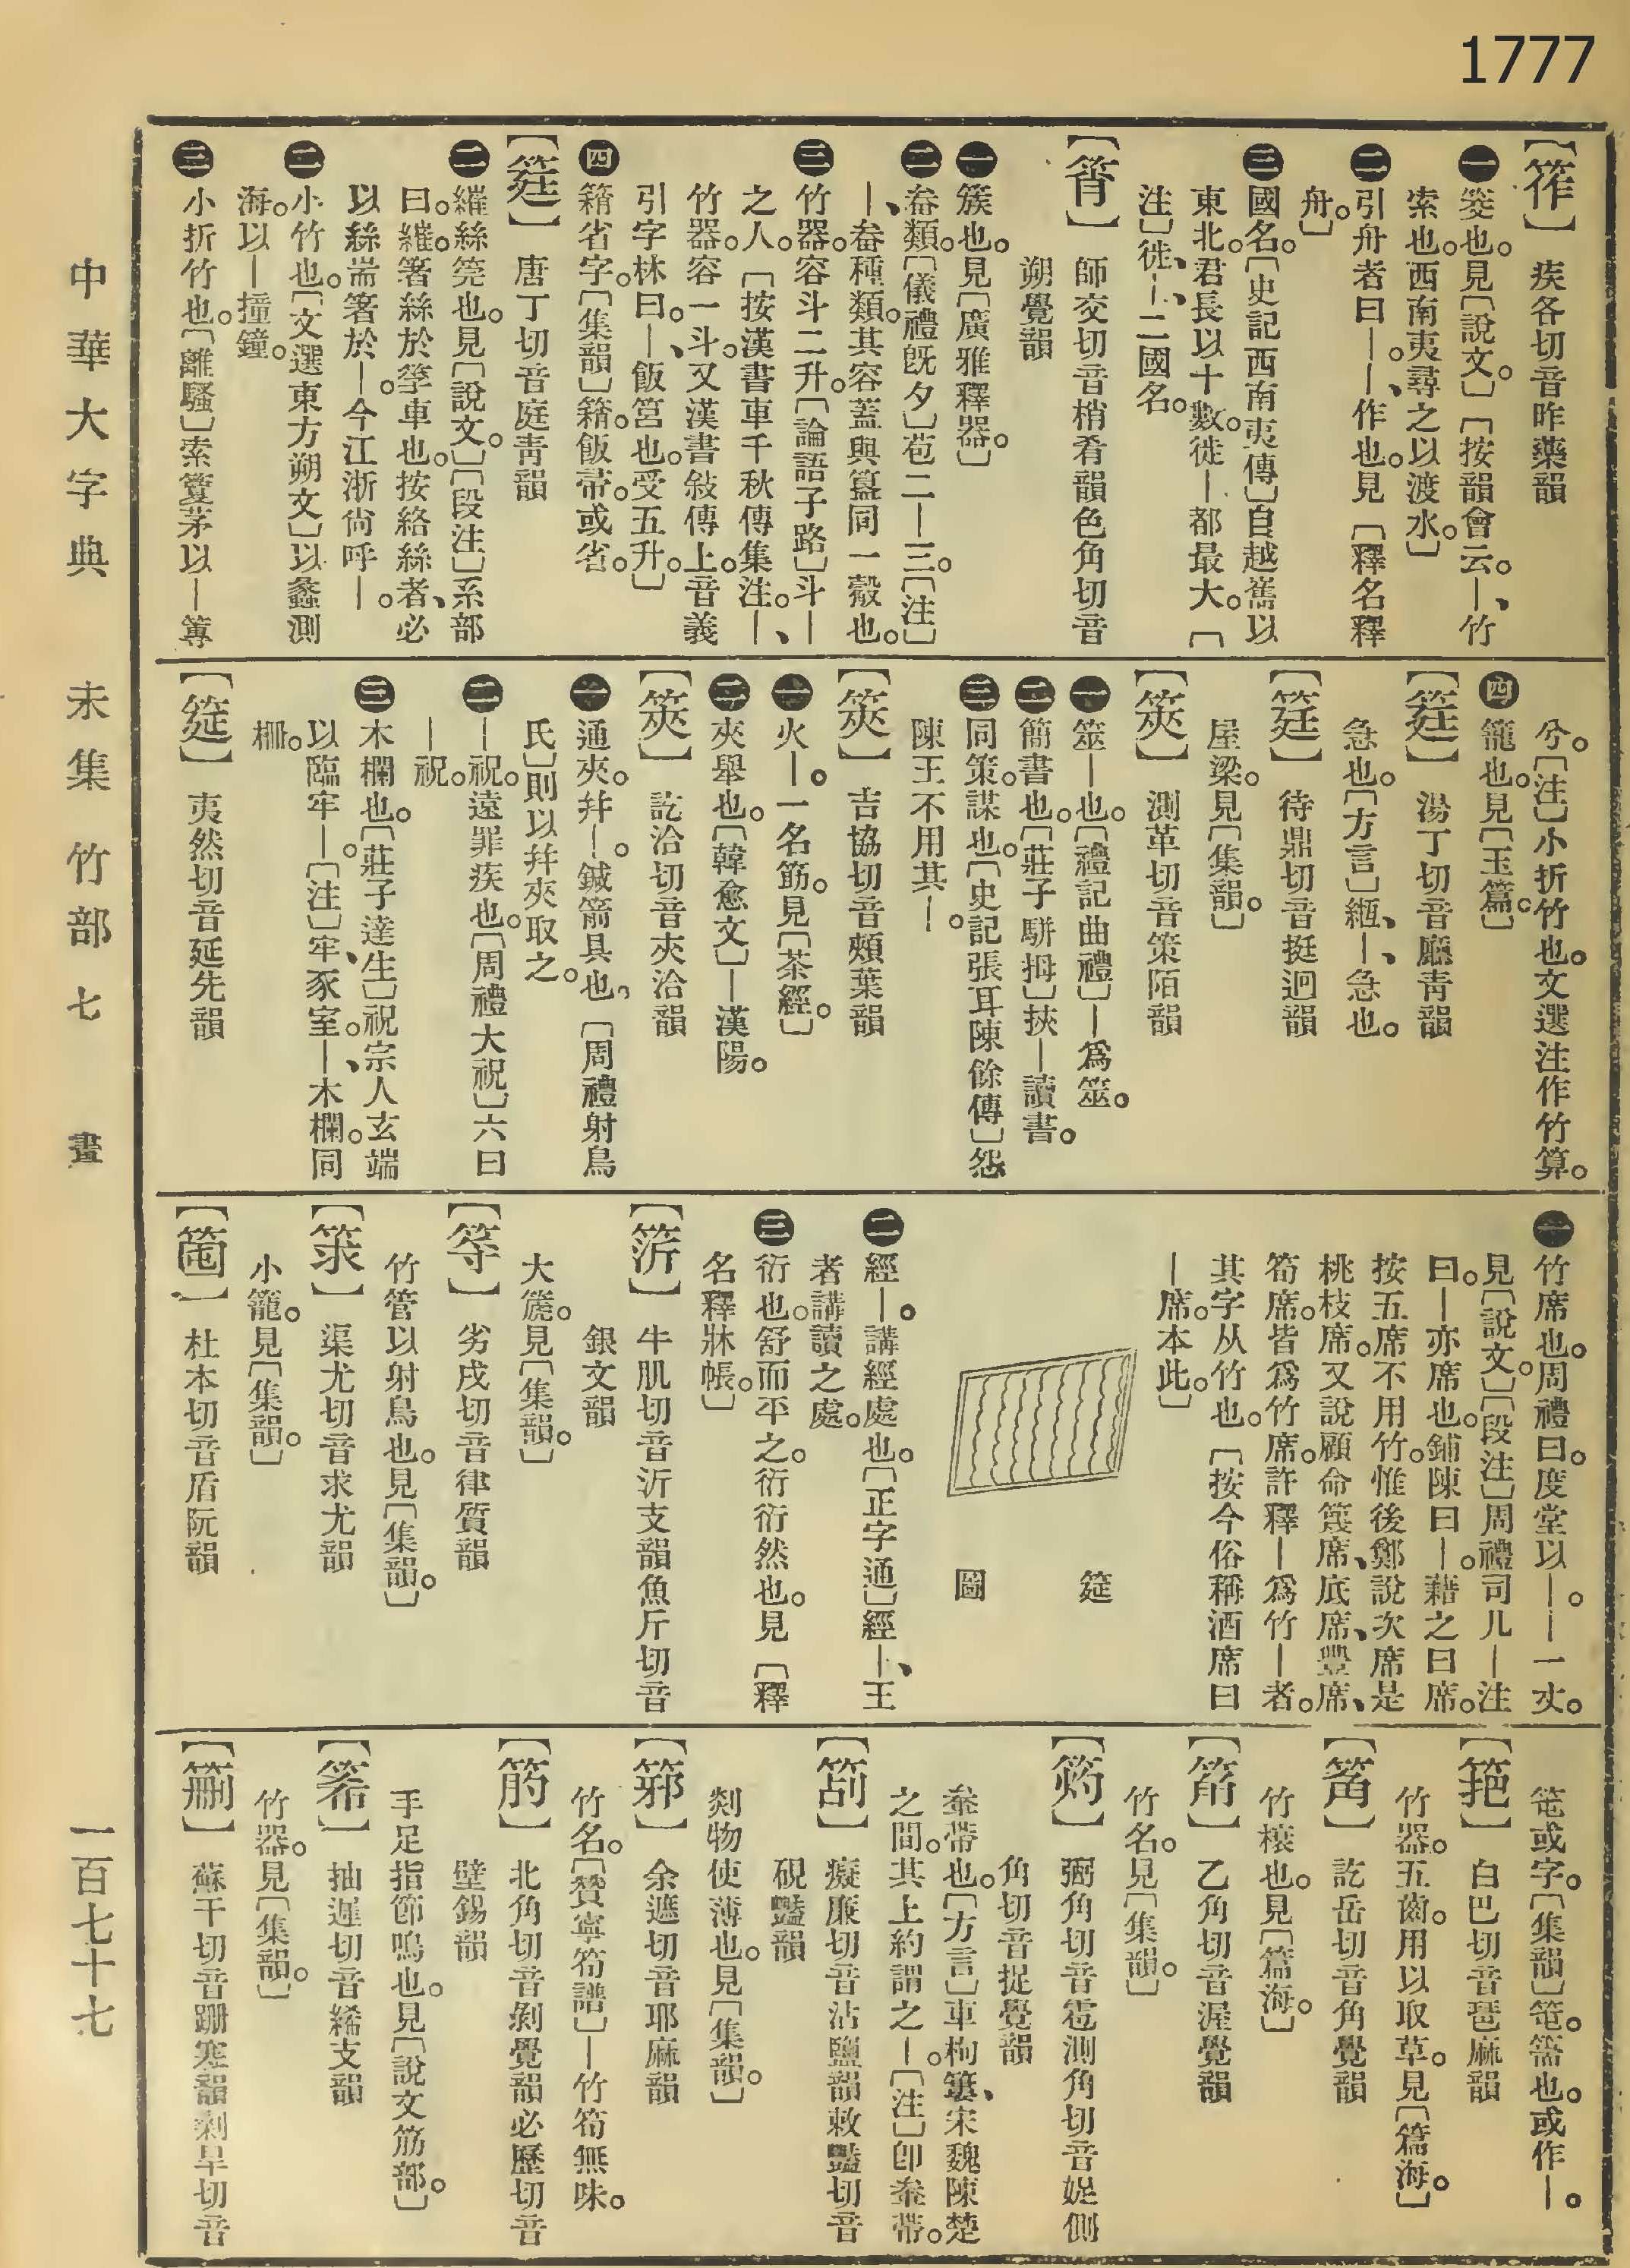 1777
【筰】 疾各切音昨藥韻
㊀筊也。見〔說文。〕〔按韻會云。—、竹
索也。西南夷尋之以渡水。〕
㊁引舟者曰—。—、作也。見〔釋名釋
舟。〕
㊂國名。〔史記西南夷傳〕自越巂以
東北。君長以十數。徙—都最大。〔
注〕徙、—、二國名。
【筲】 師交切音梢肴韻色角切音
朔覺韻
㊀簇也。見〔廣雅釋器。〕
㊁畚類。〔儀禮旣夕〕苞二—三。〔注〕
—、畚種類。其容蓋與簋同一觳也。
㊂竹器。容斗二升。〔論語子路〕斗—
之人。〔按漢書車千秋傳集注。—、
竹器。容一斗。又漢書敍傳上。音義
引字林曰。—、飯筥也。受五升。〕
㊃䈰省字。〔集韻〕䈰。飯帚。或省。
【筳】 唐丁切音庭靑韻
㊀繀絲筦也。見〔說文。〕〔段注〕系部
曰。繀。箸絲於筟車也。按絡絲者、必
以絲耑箸於—。今江浙尙呼—。
㊁小竹也。〔文選東方朔文〕以蠡測
海。以—撞鐘。
㊂小折竹也。〔離騷〕索藑茅以—篿
兮。〔注〕小折竹也。文選注作竹算。
㊃籠也。見〔玉篇。〕
【筳】 湯丁切音廳靑韻
急也。〔方言〕緪、—、急也。
【筳】 待鼎切音挺迥韻
屋梁。見〔集韻。〕
【筴】 測革切音策陌韻
㊀筮—也。〔禮記曲禮〕—爲筮。
㊁簡書也。〔莊子駢拇〕挾—讀書。
㊂同策。謀也。〔史記張耳陳餘傳〕怨
陳王不用其—。
【筴】 吉協切音頰葉韻
㊀火—。一名筯。見〔茶經。〕
㊁夾舉也。〔韓愈文〕—漢陽。
【筴】 訖洽切音夾洽韻
㊀通夾。幷—。鍼箭具也。〔周禮射鳥
氏〕則以幷夾取之。
㊁—祝。遠罪疾也。〔周禮大祝〕六曰
—祝。
㊂木欄也。〔莊子達生〕祝宗人玄端
以臨牢—。〔注〕牢、豕室。—、木欄。同
柵。
【筵】 夷然切音延先韻
㊀竹席也。周禮曰。度堂以—。—一丈。
見〔說文。〕〔段注〕周禮司几—注
曰。—亦席也。鋪陳曰—。藉之曰席。
按五席不用竹。惟後鄭說次席是
桃枝席。又說顧命篾席、底席、豐席、
筍席。皆爲竹席。許釋—爲竹—者。
其字从竹也。〔按今俗稱酒席曰
—席。本此。〕
筵
圖
㊁經—。講經處也。〔正字通〕經—、王
者講讀之處。
㊂衍也。舒而平之。衍衍然也。見〔釋
名釋牀帳。〕
【䇵】 牛肌切音沂支韻魚斤切音
銀文韻
大箎。見〔集韻。〕
【䇭】 劣戌切音律質韻
竹管以射鳥也。見〔集韻。〕
【䇮】 渠尤切音求尤韻
小籠。見〔集韻。〕
【䇪】 杜本切音盾阮韻
筂或字。〔集韻〕。或作—。
【筢】 白巴切音琶麻韻
竹器。五齒。用以取草。見〔篇海。〕
【䇶】 訖岳切音角覺韻
竹榱也。見〔篇海。〕
【䇹】 乙角切音渥覺韻
竹名。見〔集韻。〕
【筄】 弼角切音雹測角切音娖側
角切音捉覺韻
㡓帶也。〔方言〕車枸簍、宋魏陳楚
之間。其上約謂之—。〔注〕卽㡓帶。
【㓠】 癡廉切音沾鹽韻敕豔切音
硯豔韻
剡物使薄也。見〔集韻。〕
【䈕】 余遮切音耶麻韻
竹名。〔贊寧筍譜〕—竹筍無味。
【筋】 北角切音剝覺韻必歷切音
壁錫韻
手足指節鳴也。見〔說文筋部。〕
【䇻】 抽遲切音絺支韻
竹器。見〔集韻。〕
【䇺】 蘇干切音跚寒韻剩旱切音
中華大字典 未集 竹部 七 畫
一百七十七